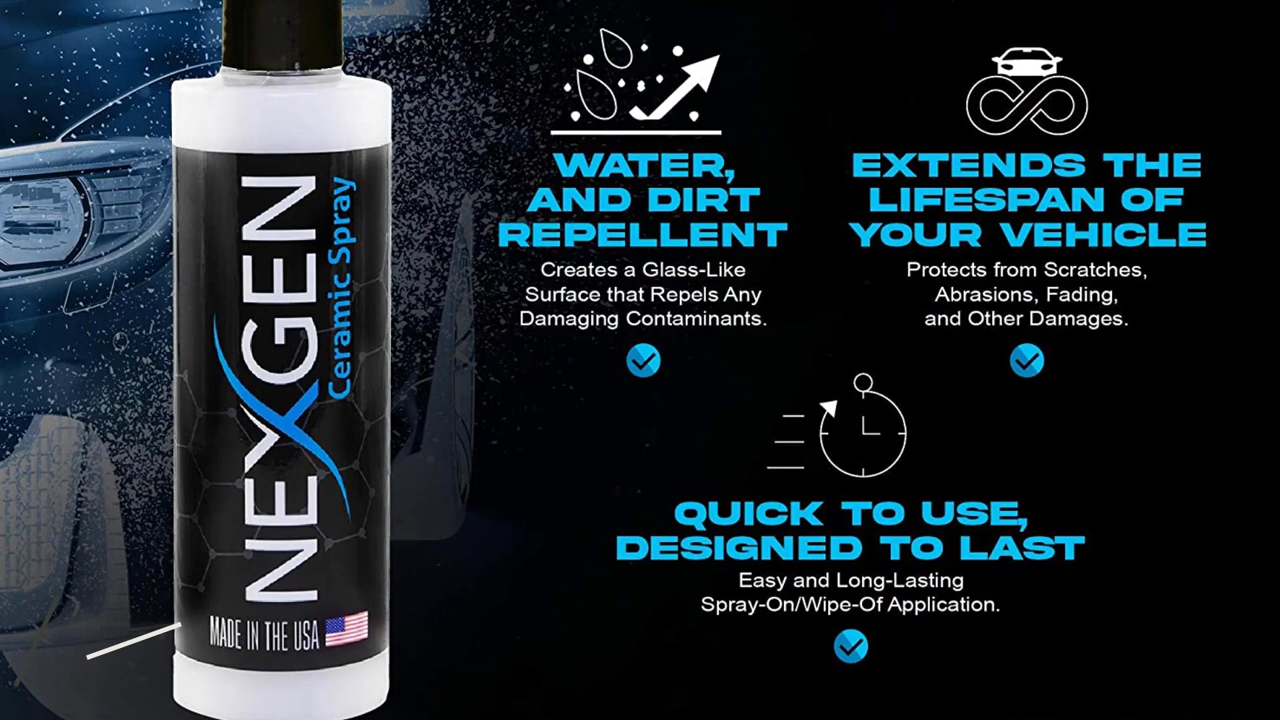 NEXGEN
Ceramic Spray
MADE IN THE USA
WATER,
AND DIRT
REPELLENT
Creates a Glass-Like
Surface that Repels Any
Damaging Contaminants.
EXTENDS THE
LIFESPAN OF
YOUR VEHICLE
Protects from Scratches,
Abrasions, Fading,
and Other Damages.
QUICK TO USE,
DESIGNED TO LAST
Easy and Long-Lasting
Spray-On/Wipe-Of Application.